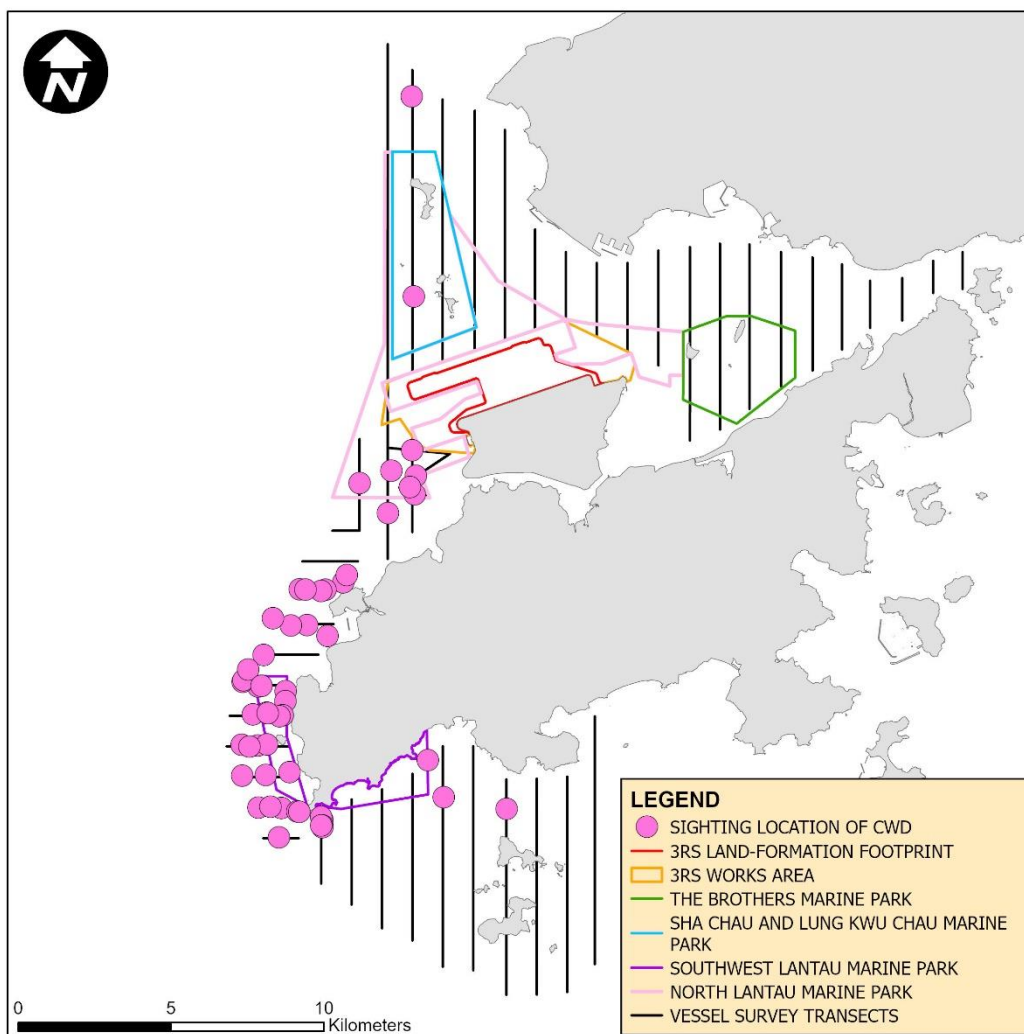 N
LEGEND
SIGHTING LOCATION OF CWD
3RS LAND-FORMATION FOOTPRINT
3RS WORKS AREA
THE BROTHERS MARINE PARK
SHA CHAU AND LUNG KWU CHAU MARINE
PARK
SOUTHWEST LANTAU MARINE PARK
NORTH LANTAU MARINE PARK
VESSEL SURVEY TRANSECTS
0 5 10
Kilometers